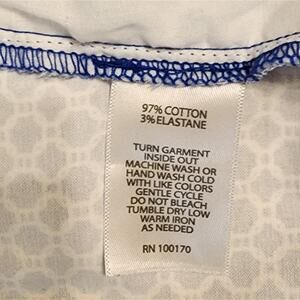 97% COTTON
3% ELASTANE
TURN GARMENT
INSIDE OUT
MACHINE WASH OR
HAND WASH COLD
WITH LIKE COLORS
GENTLE CYCLE
DO NOT BLEACH
TUMBLE DRY LOW
WARM IRON
AS NEEDED
RN 100170